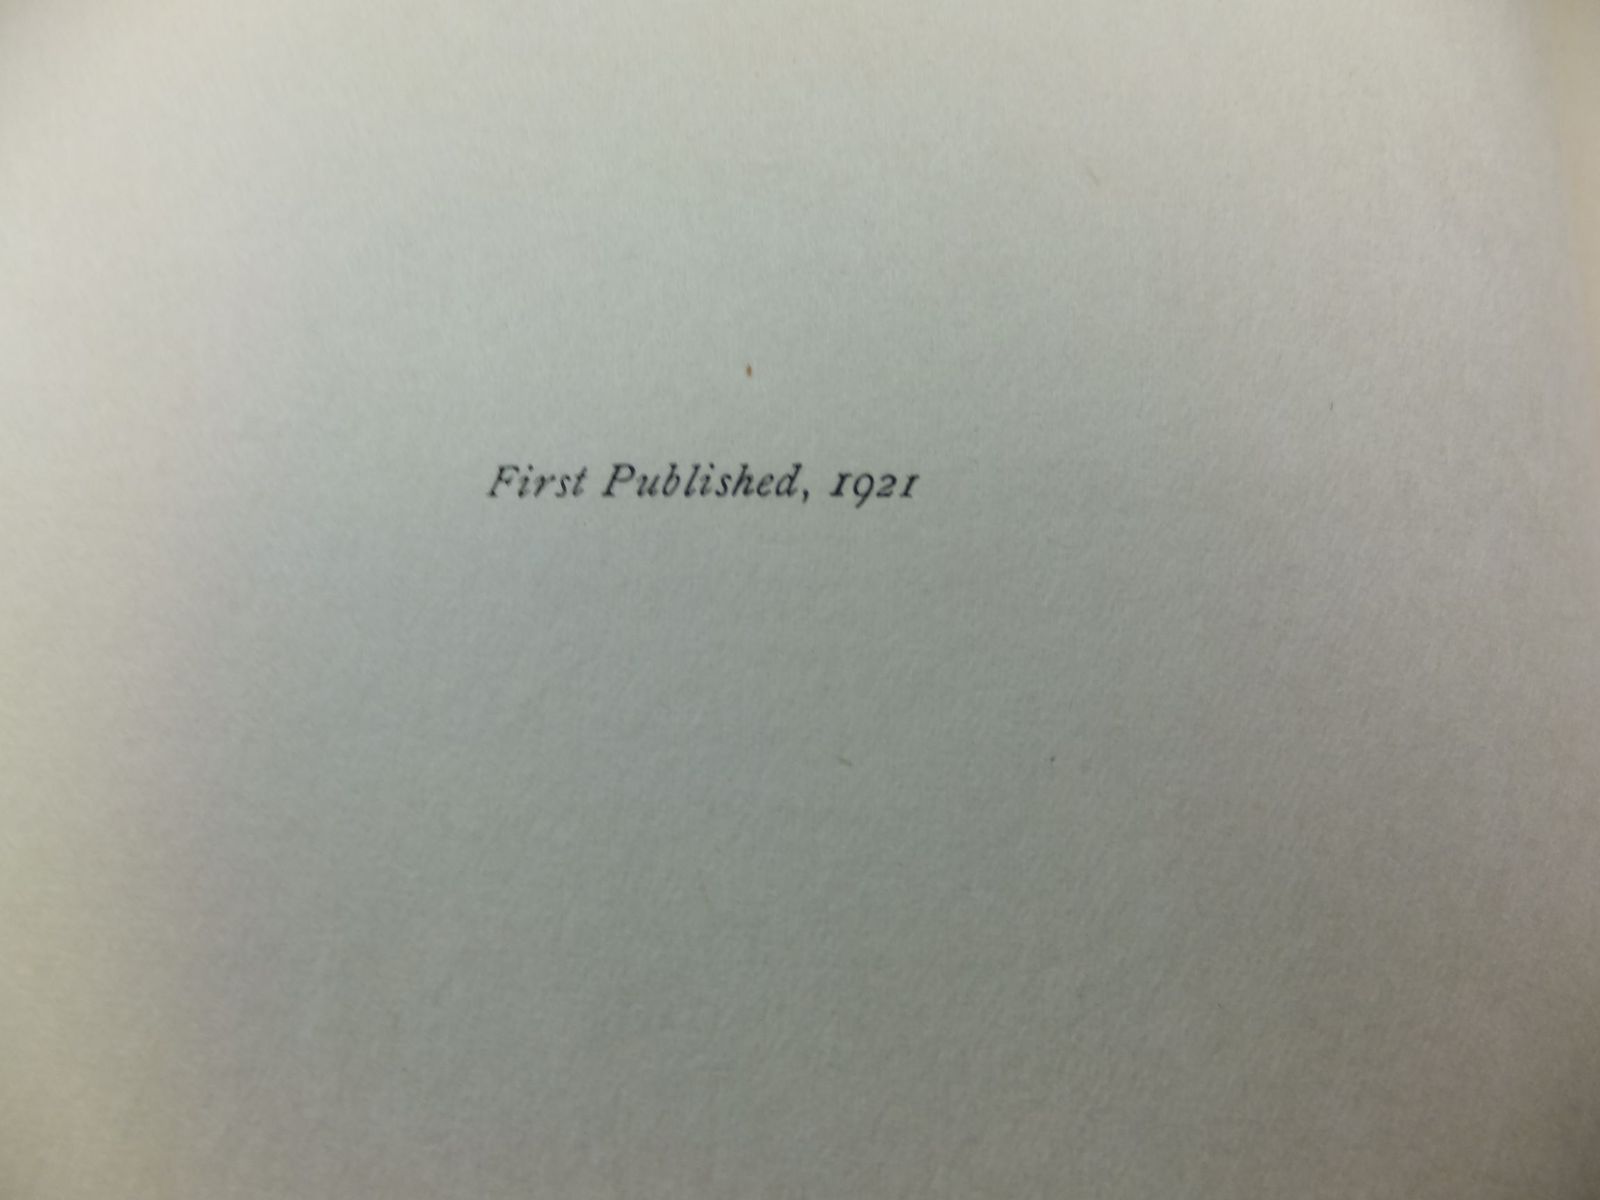 First Published, 1921